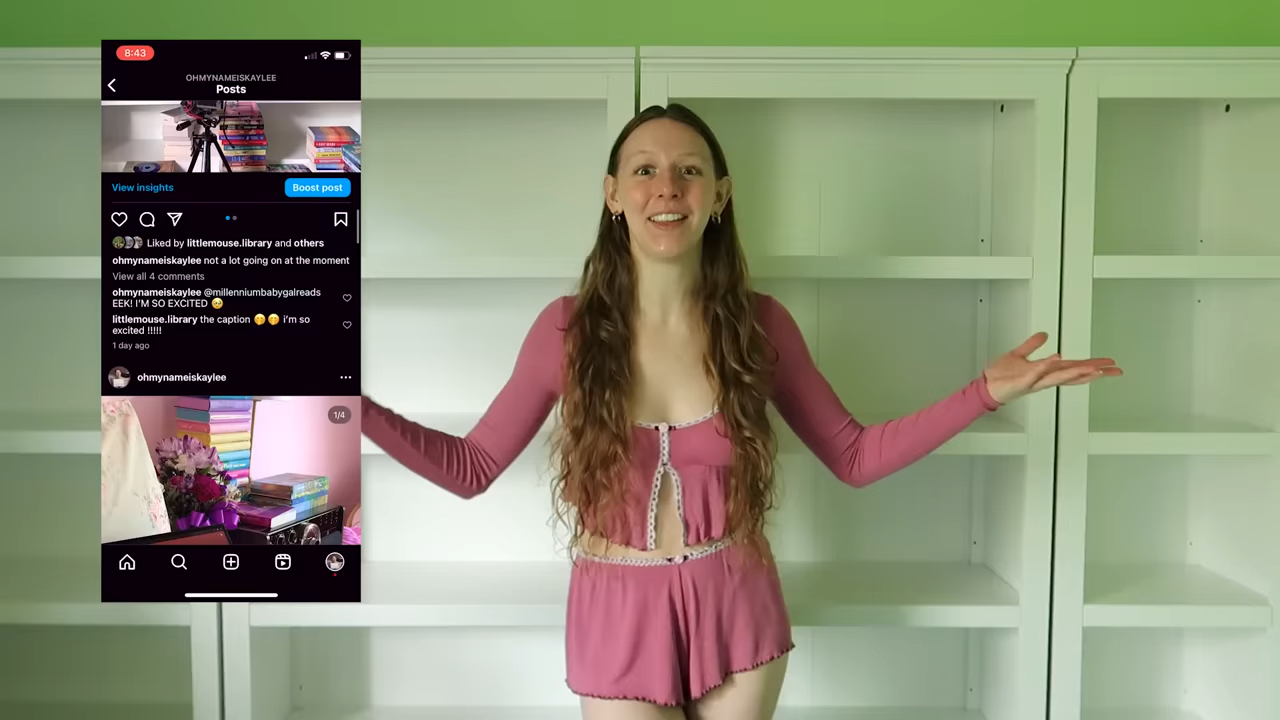 8:43
OHMYNAMEISKAYLEE
Posts
View insights
Boost post
Liked by littlemouse.library and others
ohmynameiskaylee not a lot going on at the moment
View all 4 comments
ohmynameiskaylee @millenniumbabygalreads
EEK! I'M SO EXCITED 🥹
littlemouse.library the caption 🤭🤭 i'm so
excited !!!!!
1 day ago
ohmynameiskaylee
1/4